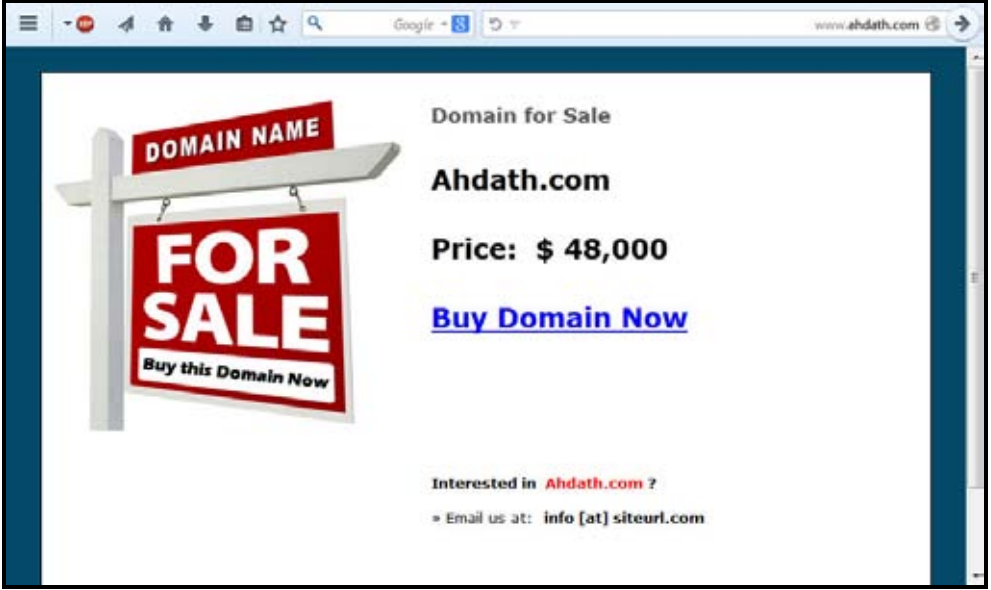 Google
8
www.ahdath.com
DOMAIN NAME
FOR
SALE
Buy this Domain Now
Domain for Sale
Ahdath.com
Price: $ 48,000
Buy Domain Now
Interested in Ahdath.com ?
» Email us at: info [at] siteurl.com